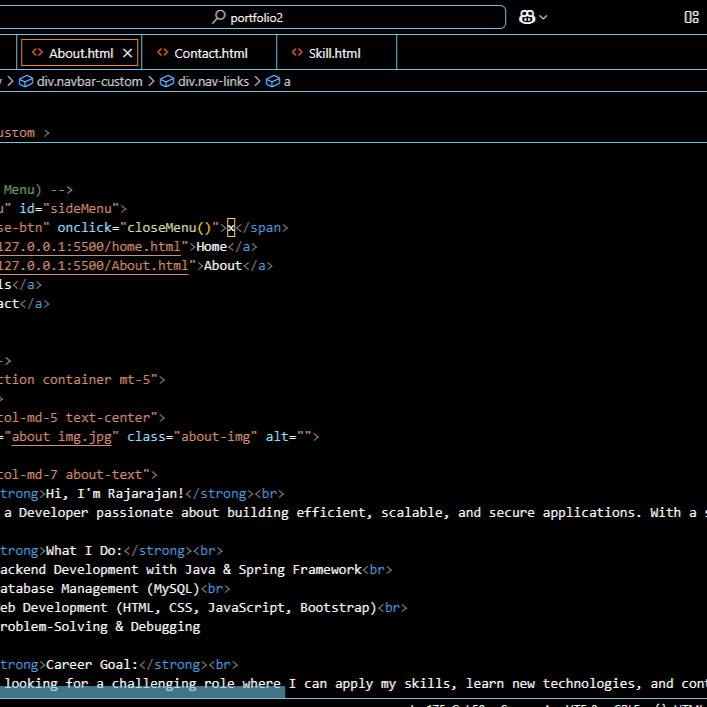 portfolio2
About.html Contact.html Skill.html
div.navbar-custom > div.nav-links > a
ustom >
Menu) -->
" id="sideMenu">
se-btn" onclick="closeMenu()">×</span>
127.0.0.1:5500/home.html">Home</a>
127.0.0.1:5500/About.html">About</a>
ls</a>
act</a>
->
ction container mt-5">
>
col-md-5 text-center">
="about img.jpg" class="about-img" alt="">
col-md-7 about-text">
trong>Hi, I'm Rajarajan!</strong><br>
a Developer passionate about building efficient, scalable, and secure applications. With a s
trong>What I Do:</strong><br>
ackend Development with Java & Spring Framework<br>
atabase Management (MySQL)<br>
eb Development (HTML, CSS, JavaScript, Bootstrap)<br>
roblem-Solving & Debugging
trong>Career Goal:</strong><br>
looking for a challenging role where I can apply my skills, learn new technologies, and cont